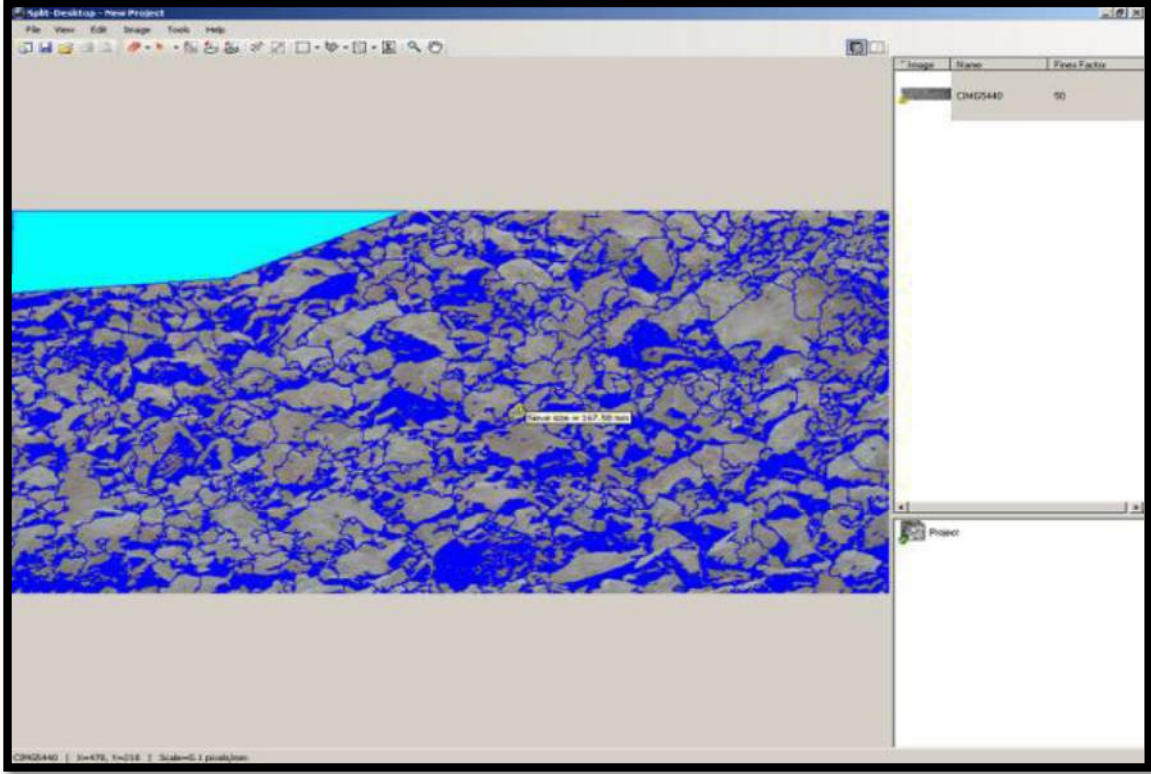 Split-Desktop - New Project
File View Edit Image Tools Help
Image Name Fines Factor
CIMG5440 50
Sieve size = 167.50 mm
Project
CIMG5440 | X=478, Y=218 | Scale=0.1 pixels/mm